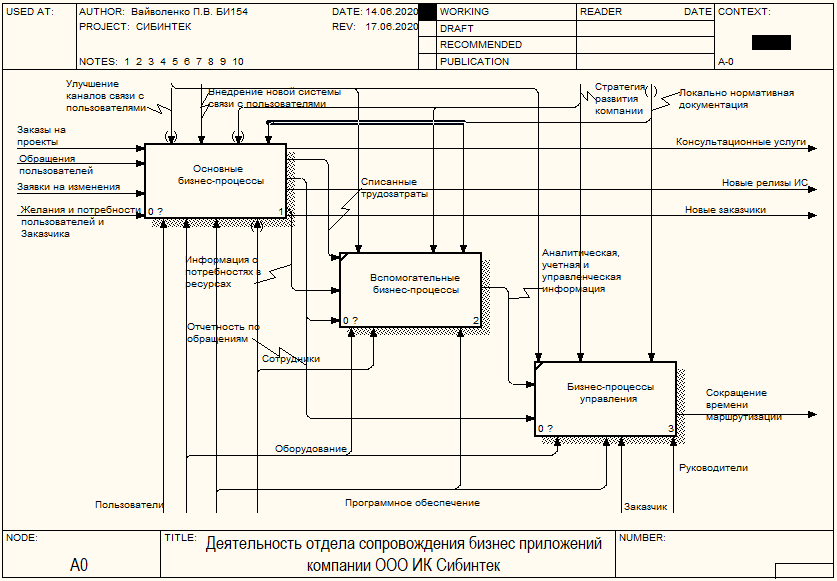 USED AT:
AUTHOR: Вайволенко П.В. БИ154
DATE: 14.06.2020
PROJECT: СИБИНТЕК
REV: 17.06.2020
NOTES: 1 2 3 4 5 6 7 8 9 10
WORKING
DRAFT
RECOMMENDED
PUBLICATION
READER
DATE
CONTEXT:
A-0
Улучшение
каналов связи с
пользователями
Внедрение новой системы
связи с пользователями
Стратегия
развития
компании
Локально нормативная
документация
Заказы на
проекты
Обращения
пользователей
Заявки на изменения
Желания и потребности
пользователей и
Заказчика
Основные
бизнес-процессы
0 ?
1
Консультационные услуги
Новые релизы ИС
Новые заказчики
Списанные
трудозатраты
Информация о
потребностях в
ресурсах
Вспомогательные
бизнес-процессы
0 ?
2
Аналитическая,
учетная и
управленческая
информация
Отчетность по
обращениям
Сотрудники
Бизнес-процессы
управления
0 ?
3
Сокращение
времени
маршрутизации
Оборудование
Руководители
Пользователи
Программное обеспечение
Заказчик
NODE:
A0
TITLE:
Деятельность отдела сопровождения бизнес приложений
компании ООО ИК Сибинтек
NUMBER: